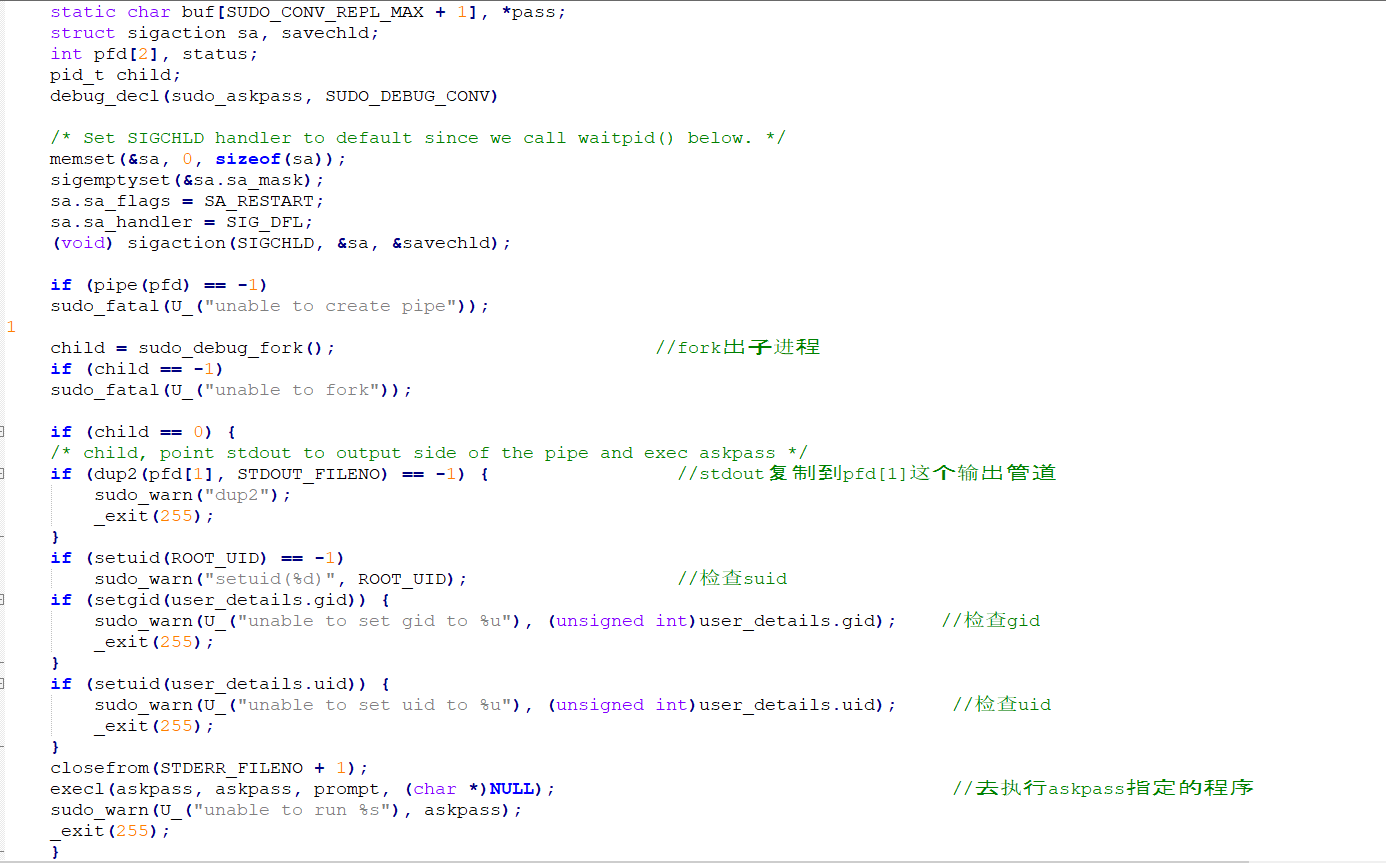 static char buf[SUDO_CONV_REPL_MAX + 1], *pass;
struct sigaction sa, savechld;
int pfd[2], status;
pid_t child;
debug_decl(sudo_askpass, SUDO_DEBUG_CONV)
/* Set SIGCHLD handler to default since we call waitpid() below. */
memset(&sa, 0, sizeof(sa));
sigemptyset(&sa.sa_mask);
sa.sa_flags = SA_RESTART;
sa.sa_handler = SIG_DFL;
(void) sigaction(SIGCHLD, &sa, &savechld);
if (pipe(pfd) == -1)
sudo_fatal(U_("unable to create pipe"));
1
child = sudo_debug_fork(); //fork出子进程
if (child == -1)
sudo_fatal(U_("unable to fork"));
if (child == 0) {
/* child, point stdout to output side of the pipe and exec askpass */
if (dup2(pfd[1], STDOUT_FILENO) == -1) { //stdout复制到pfd[1]这个输出管道
sudo_warn("dup2");
_exit(255);
}
if (setuid(ROOT_UID) == -1)
sudo_warn("setuid(%d)", ROOT_UID); //检查suid
if (setgid(user_details.gid)) {
sudo_warn(U_("unable to set gid to %u"), (unsigned int)user_details.gid); //检查gid
_exit(255);
}
if (setuid(user_details.uid)) {
sudo_warn(U_("unable to set uid to %u"), (unsigned int)user_details.uid); //检查uid
_exit(255);
}
closefrom(STDERR_FILENO + 1);
execl(askpass, askpass, prompt, (char *)NULL); //去执行askpass指定的程序
sudo_warn(U_("unable to run %s"), askpass);
_exit(255);
}